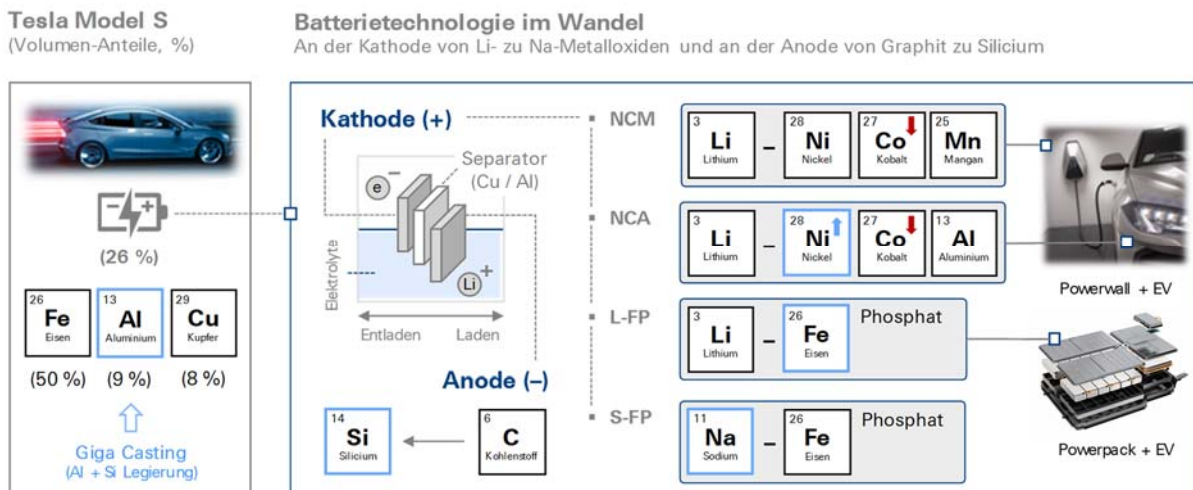 Tesla Model S
(Volumen-Anteile, %)
Batterietechnologie im Wandel
An der Kathode von Li- zu Na-Metalloxiden und an der Anode von Graphit zu Silicium
(26 %)
26
Fe
Eisen
13
Al
Aluminium
29
Cu
Kupfer
(50 %)
(9 %)
(8 %)
Giga Casting
(Al + Si Legierung)
Kathode (+)
Separator
(Cu / Al)
e –
Li +
Elektrolyte
Entladen
Laden
Anode (–)
14
Si
Silicium
6
C
Kohlenstoff
NCM
3
Li
Lithium
–
28
Ni
Nickel
27
Co
Kobalt
25
Mn
Mangan
NCA
3
Li
Lithium
–
28
Ni
Nickel
27
Co
Kobalt
13
Al
Aluminium
L-FP
3
Li
Lithium
–
26
Fe
Eisen
Phosphat
S-FP
11
Na
Sodium
–
26
Fe
Eisen
Phosphat
Powerwall + EV
Powerpack + EV